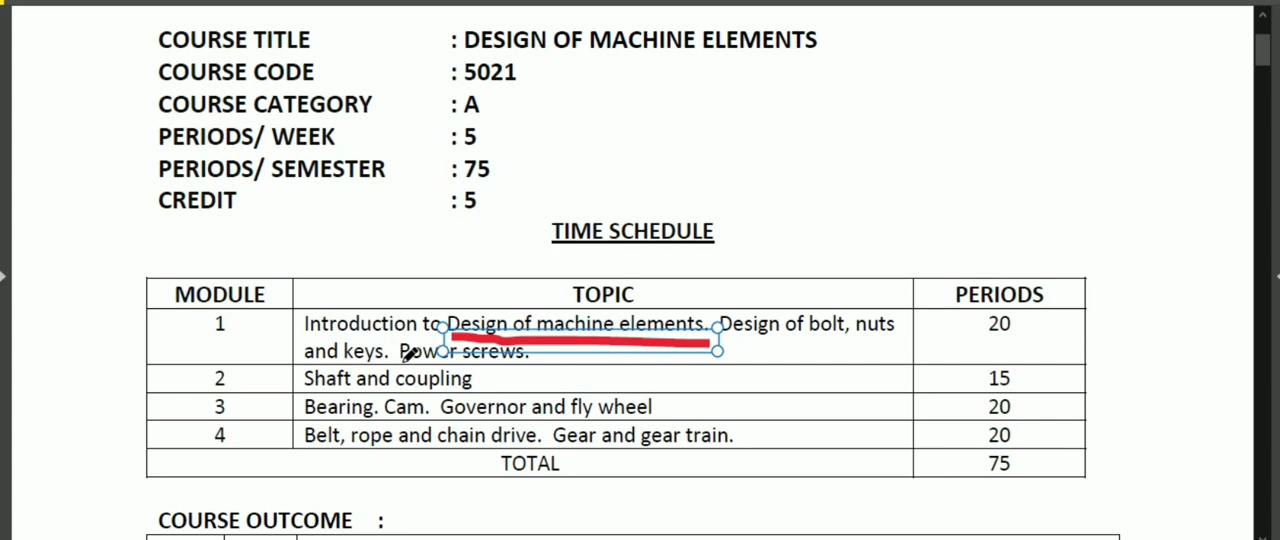 COURSE TITLE : DESIGN OF MACHINE ELEMENTS
COURSE CODE : 5021
COURSE CATEGORY : A
PERIODS/ WEEK : 5
PERIODS/ SEMESTER : 75
CREDIT : 5
TIME SCHEDULE
MODULE TOPIC PERIODS
1 Introduction to Design of machine elements. Design of bolt, nuts 20
and keys. Power screws.
2 Shaft and coupling 15
3 Bearing. Cam. Governor and fly wheel 20
4 Belt, rope and chain drive. Gear and gear train. 20
TOTAL 75
COURSE OUTCOME :